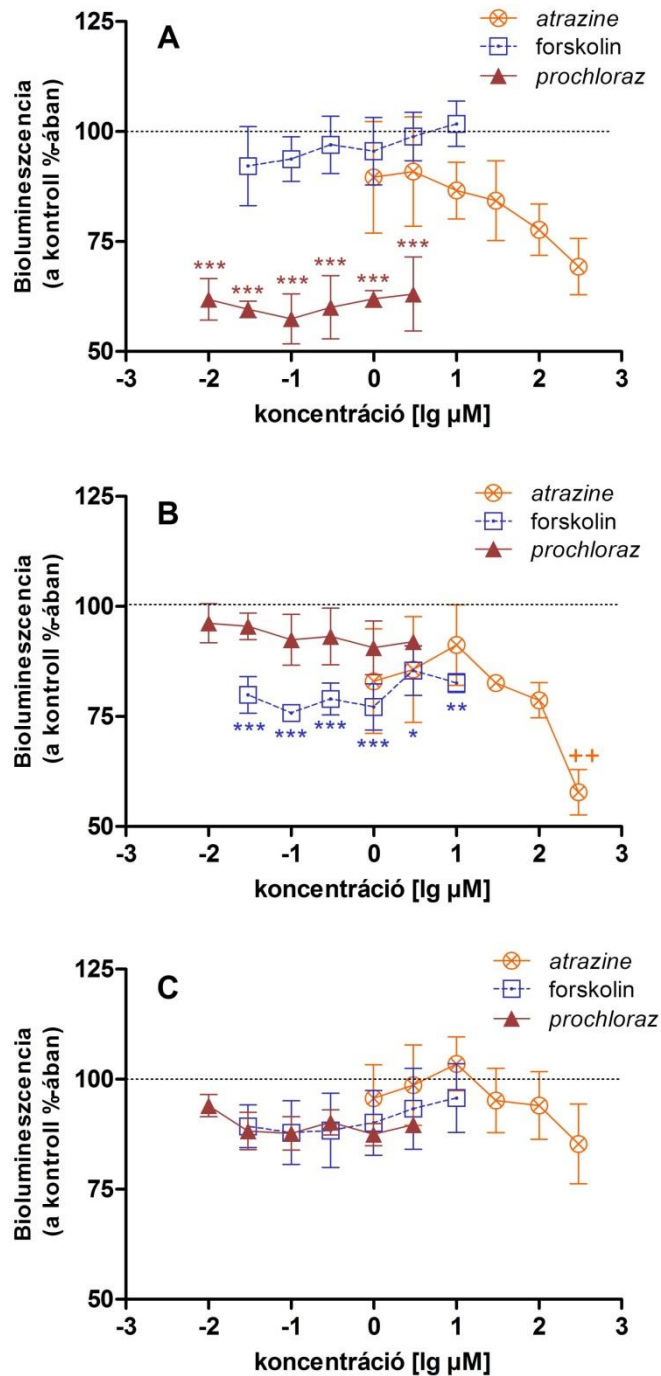 A
atrazine
forskolin
prochloraz
Biolumineszcencia
(a kontroll %-ában)
125
100
75
50
***
***
***
***
***
***
-3 -2 -1 0 1 2 3
koncentráció [lg µM]
B
atrazine
forskolin
prochloraz
Biolumineszcencia
(a kontroll %-ában)
125
100
75
50
***
***
***
***
*
**
++
-3 -2 -1 0 1 2 3
koncentráció [lg µM]
C
atrazine
forskolin
prochloraz
Biolumineszcencia
(a kontroll %-ában)
125
100
75
50
-3 -2 -1 0 1 2 3
koncentráció [lg µM]